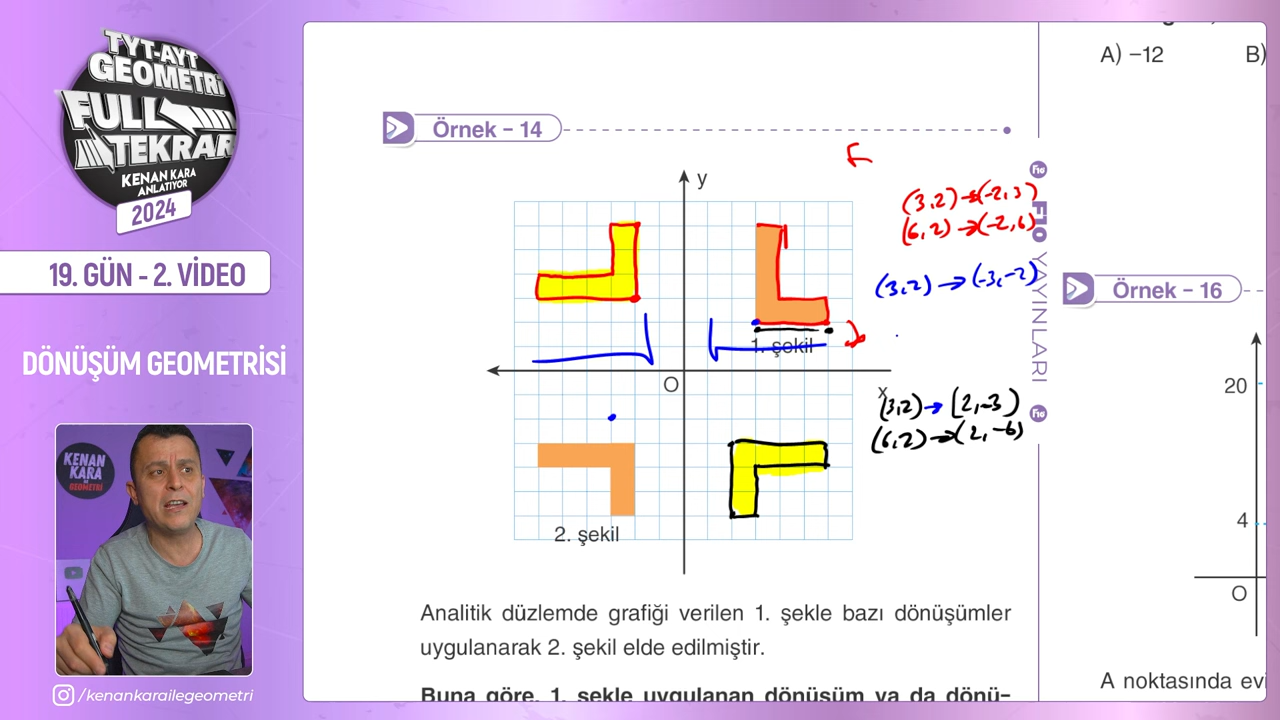 TYT-AYT
GEOMETRİ
FULL
TEKRAR
KENAN KARA
ANLATIYOR
2024
19. GÜN - 2. VİDEO
DÖNÜŞÜM GEOMETRİSİ
KENAN
KARA
GEOMETRİ
/kenankarailegeometri
Örnek – 14
y
x
O
1. şekil
2. şekil
(3,2)→(-2,3)
(6,2)→(-2,6)
(3,2)→(-3,-2)
(3,2)→(2,-3)
(6,2)→(2,-6)
Analitik düzlemde grafiği verilen 1. şekle bazı dönüşümler
uygulanarak 2. şekil elde edilmiştir.
Buna göre, 1. şekle uygulanan dönüşüm ya da dönü–
F10 YAYINLARI
A) –12
B)
Örnek – 16
20
4
O
A noktasında evi